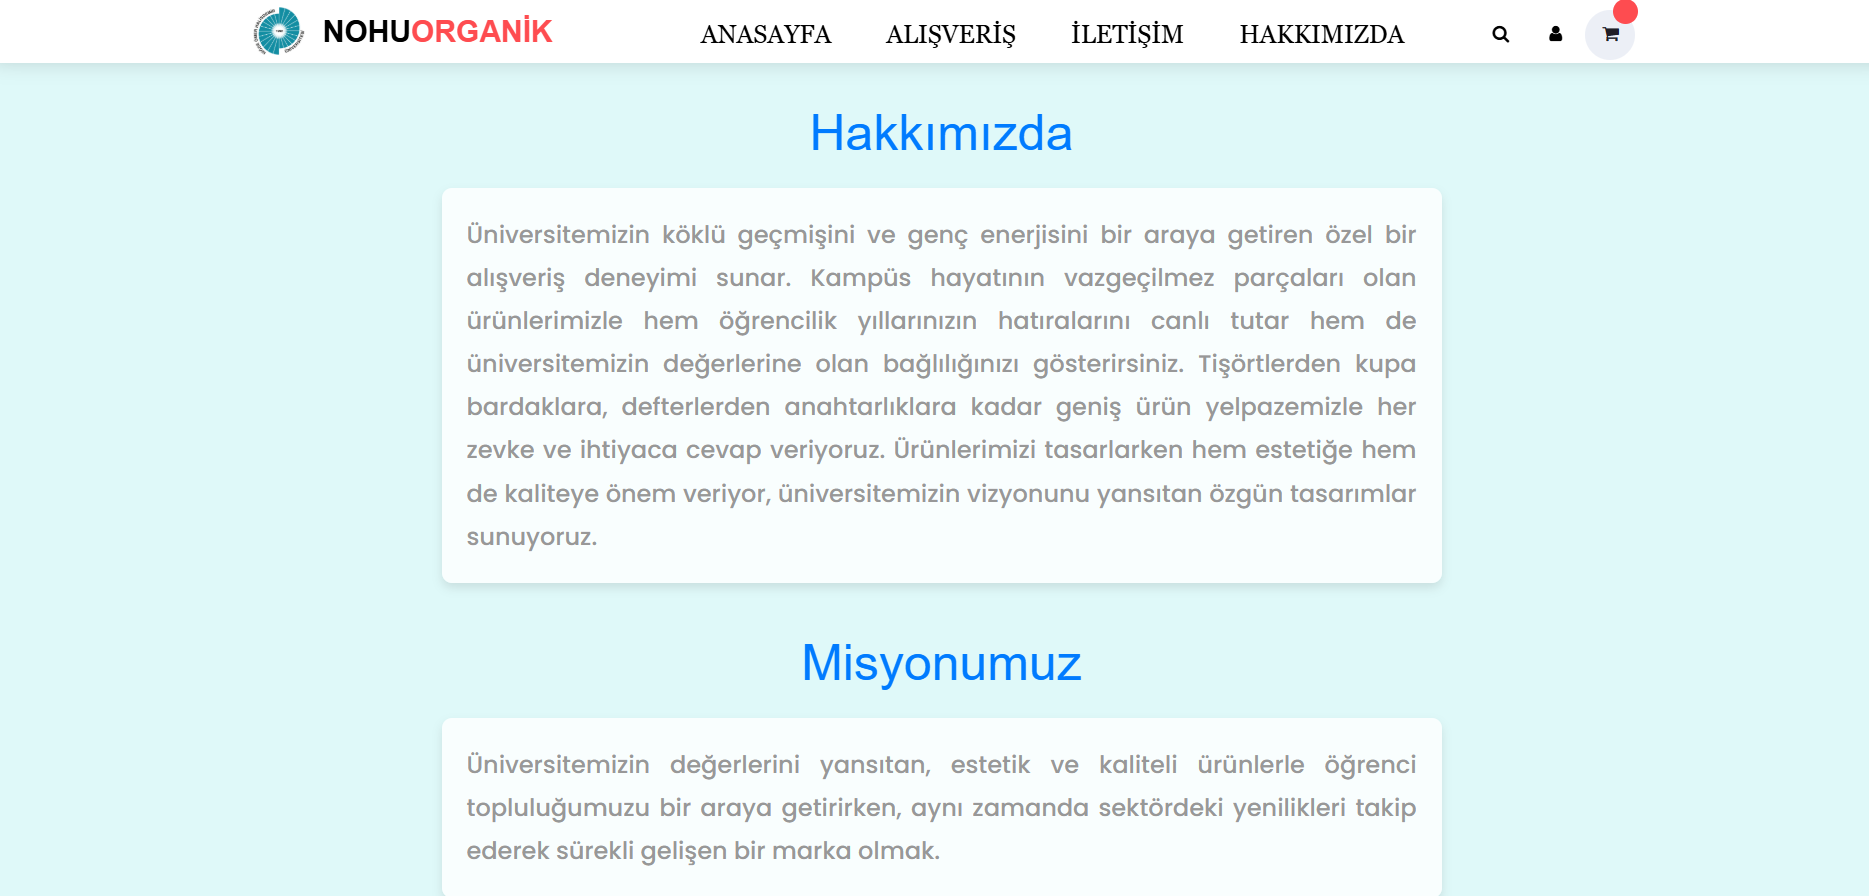 NOHUORGANİK
ANASAYFA ALIŞVERİŞ İLETİŞİM HAKKIMIZDA
Hakkımızda
Üniversitemizin köklü geçmişini ve genç enerjisini bir araya getiren özel bir
alışveriş deneyimi sunar. Kampüs hayatının vazgeçilmez parçaları olan
ürünlerimizle hem öğrencilik yıllarınızın hatıralarını canlı tutar hem de
üniversitemizin değerlerine olan bağlılığınızı gösterirsiniz. Tişörtlerden kupa
bardaklara, defterlerden anahtarlıklara kadar geniş ürün yelpazemizle her
zevke ve ihtiyaca cevap veriyoruz. Ürünlerimizi tasarlarken hem estetiğe hem
de kaliteye önem veriyor, üniversitemizin vizyonunu yansıtan özgün tasarımlar
sunuyoruz.
Misyonumuz
Üniversitemizin değerlerini yansıtan, estetik ve kaliteli ürünlerle öğrenci
topluluğumuzu bir araya getirirken, aynı zamanda sektördeki yenilikleri takip
ederek sürekli gelişen bir marka olmak.